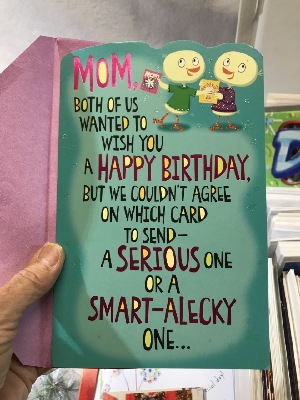 MOM,
BOTH OF US
WANTED TO
WISH YOU
A HAPPY BIRTHDAY,
BUT WE COULDN'T AGREE
ON WHICH CARD
TO SEND—
A SERIOUS ONE
OR A
SMART-ALECKY
ONE...